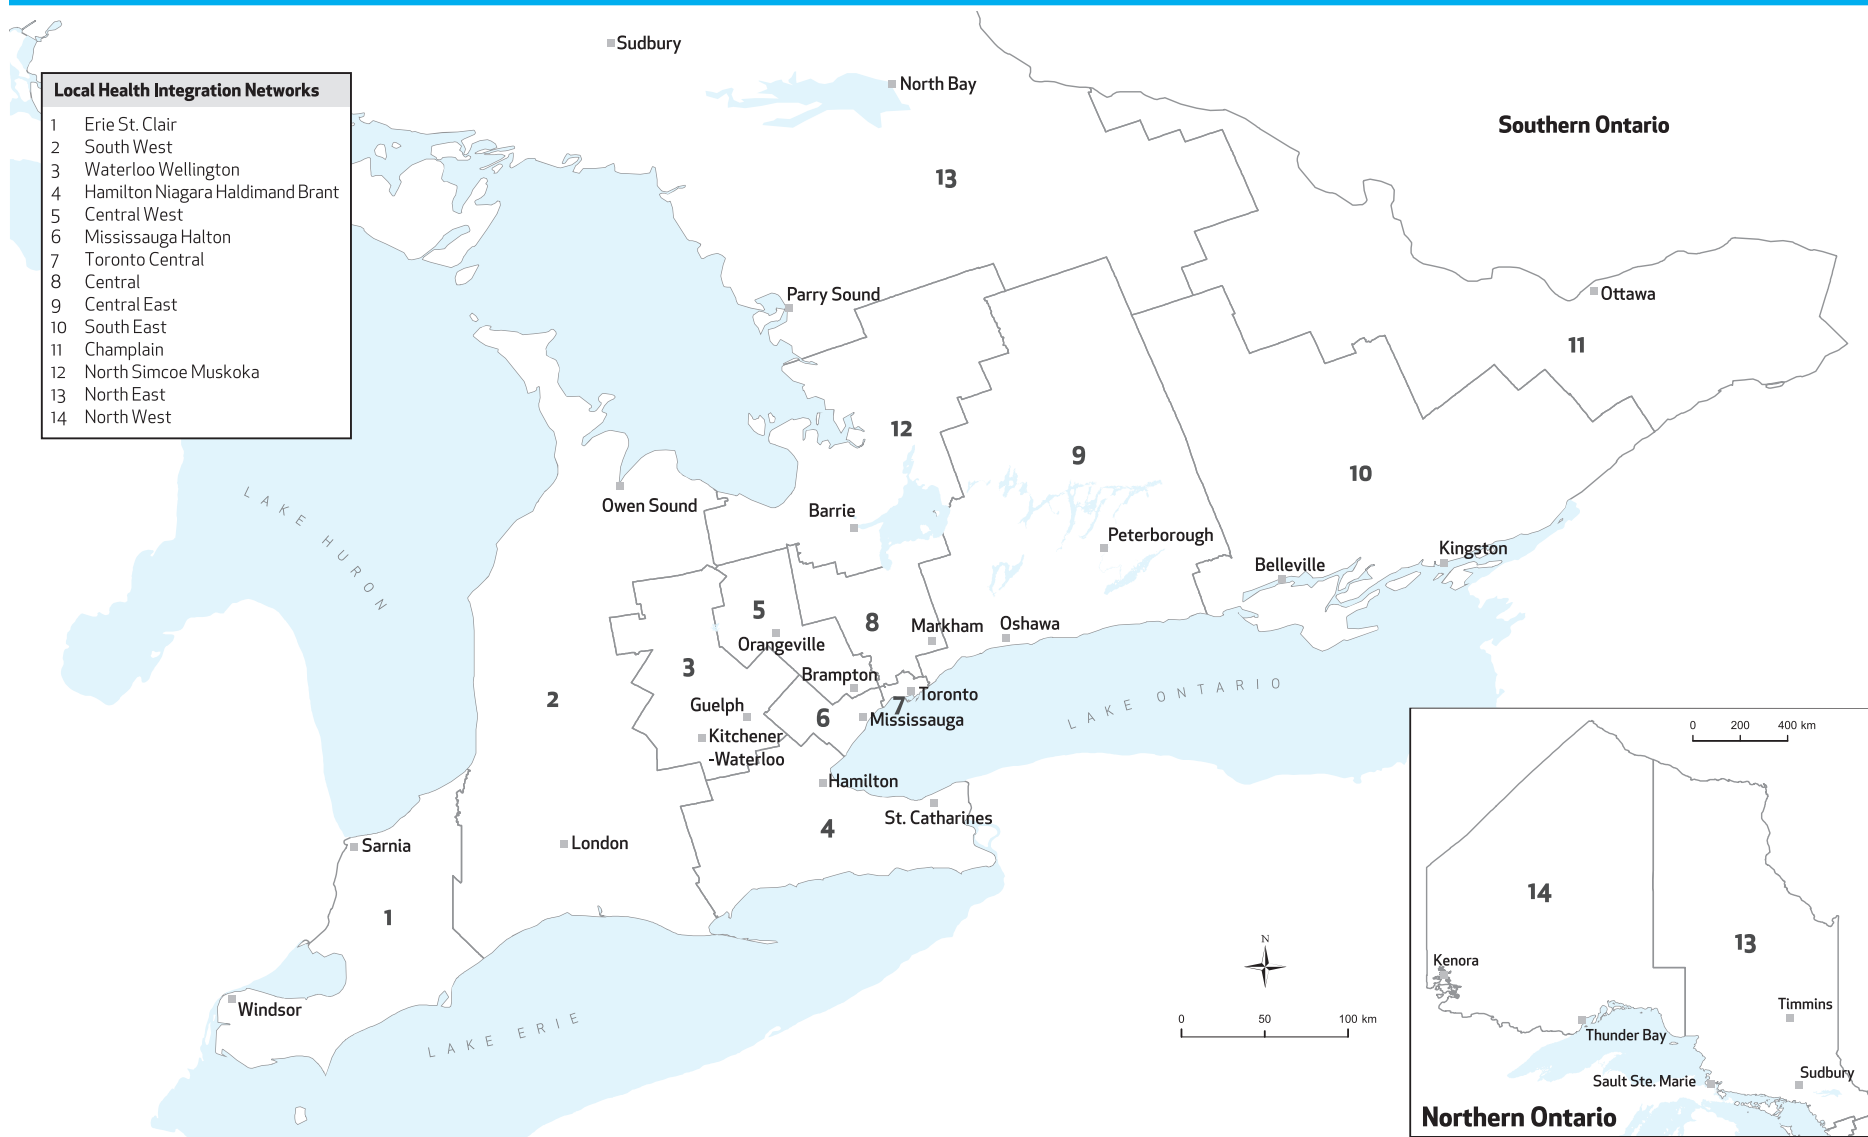 Sudbury
North Bay
Local Health Integration Networks
1 Erie St. Clair
2 South West
3 Waterloo Wellington
4 Hamilton Niagara Haldimand Brant
5 Central West
6 Mississauga Halton
7 Toronto Central
8 Central
9 Central East
10 South East
11 Champlain
12 North Simcoe Muskoka
13 North East
14 North West
Southern Ontario
13
Parry Sound
Ottawa
11
12
9
10
LAKE HURON
Owen Sound
Barrie
Peterborough
Belleville
Kingston
5
8
Orangeville
Markham
Oshawa
3
Brampton
2
Guelph
6
7
Toronto
Mississauga
LAKE ONTARIO
Kitchener
-Waterloo
Hamilton
St. Catharines
4
Sarnia
London
1
Windsor
LAKE ERIE
N
0 50 100 km
0 200 400 km
14
13
Kenora
Timmins
Thunder Bay
Sault Ste. Marie
Sudbury
Northern Ontario